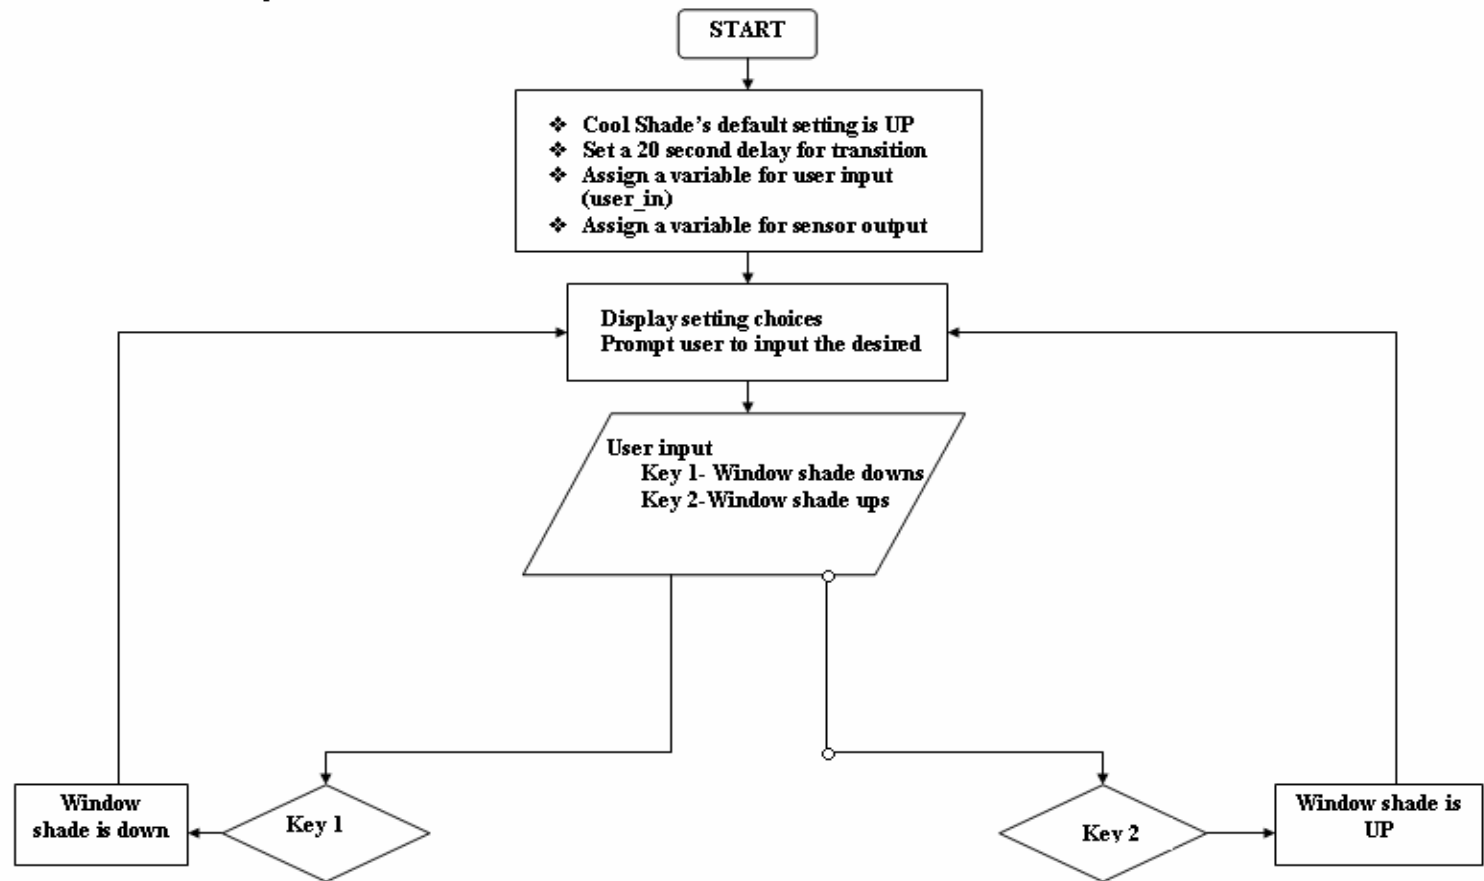 START
❖ Cool Shade's default setting is UP
❖ Set a 20 second delay for transition
❖ Assign a variable for user input
(user_in)
❖ Assign a variable for sensor output
Display setting choices
Prompt user to input the desired
User input
Key 1- Window shade downs
Key 2-Window shade ups
Window
shade is down
Key 1
Key 2
Window shade is
UP